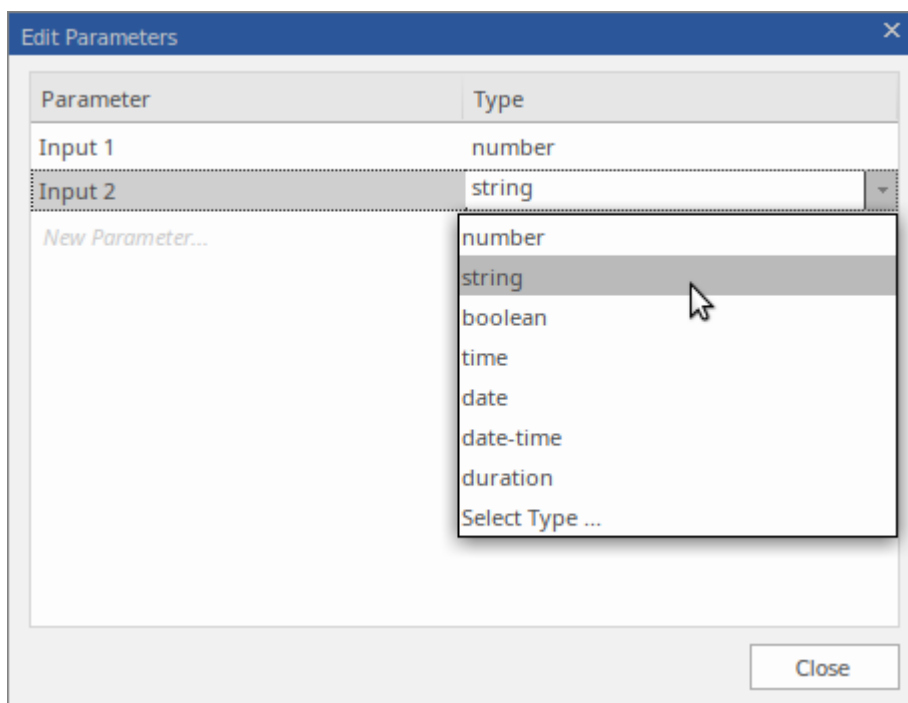 Edit Parameters
Parameter Type
Input 1 number
Input 2 string
New Parameter...
number
string
boolean
time
date
date-time
duration
Select Type ...
Close